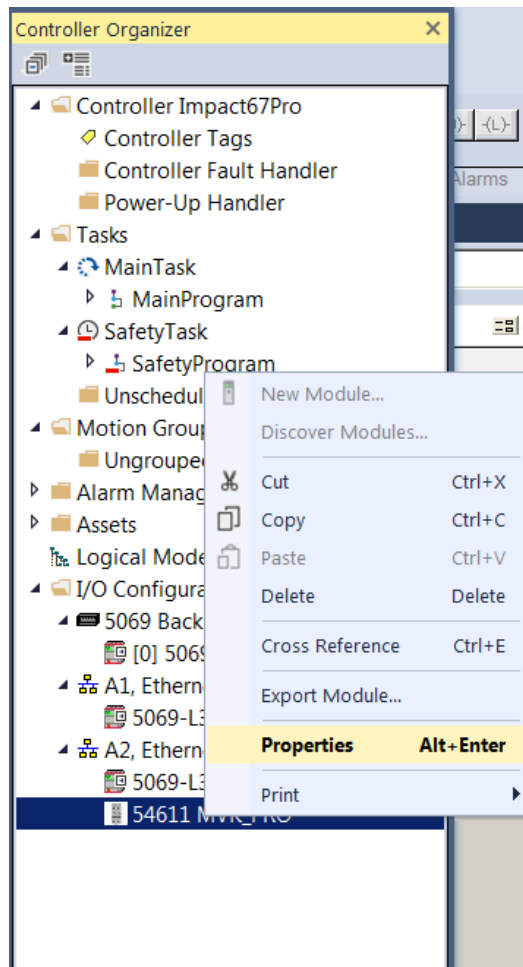 Controller Organizer
Controller Impact67Pro
Controller Tags
(L)
Controller Fault Handler
Alarms
Power-Up Handler
Tasks
MainTask
MainProgram
SafetyTask
SafetyProgram
Unschedul
New Module...
Motion Group
Discover Modules...
Ungrouped
Cut Ctrl+X
Alarm Manag
Copy Ctrl+C
Assets
Logical Mode
Paste Ctrl+V
I/O Configura
Delete Delete
5069 Back
[0] 5069
Cross Reference Ctrl+E
A1, Ethern
Export Module...
5069-L3
A2, Ethern
Properties Alt+Enter
5069-L3
Print
54611